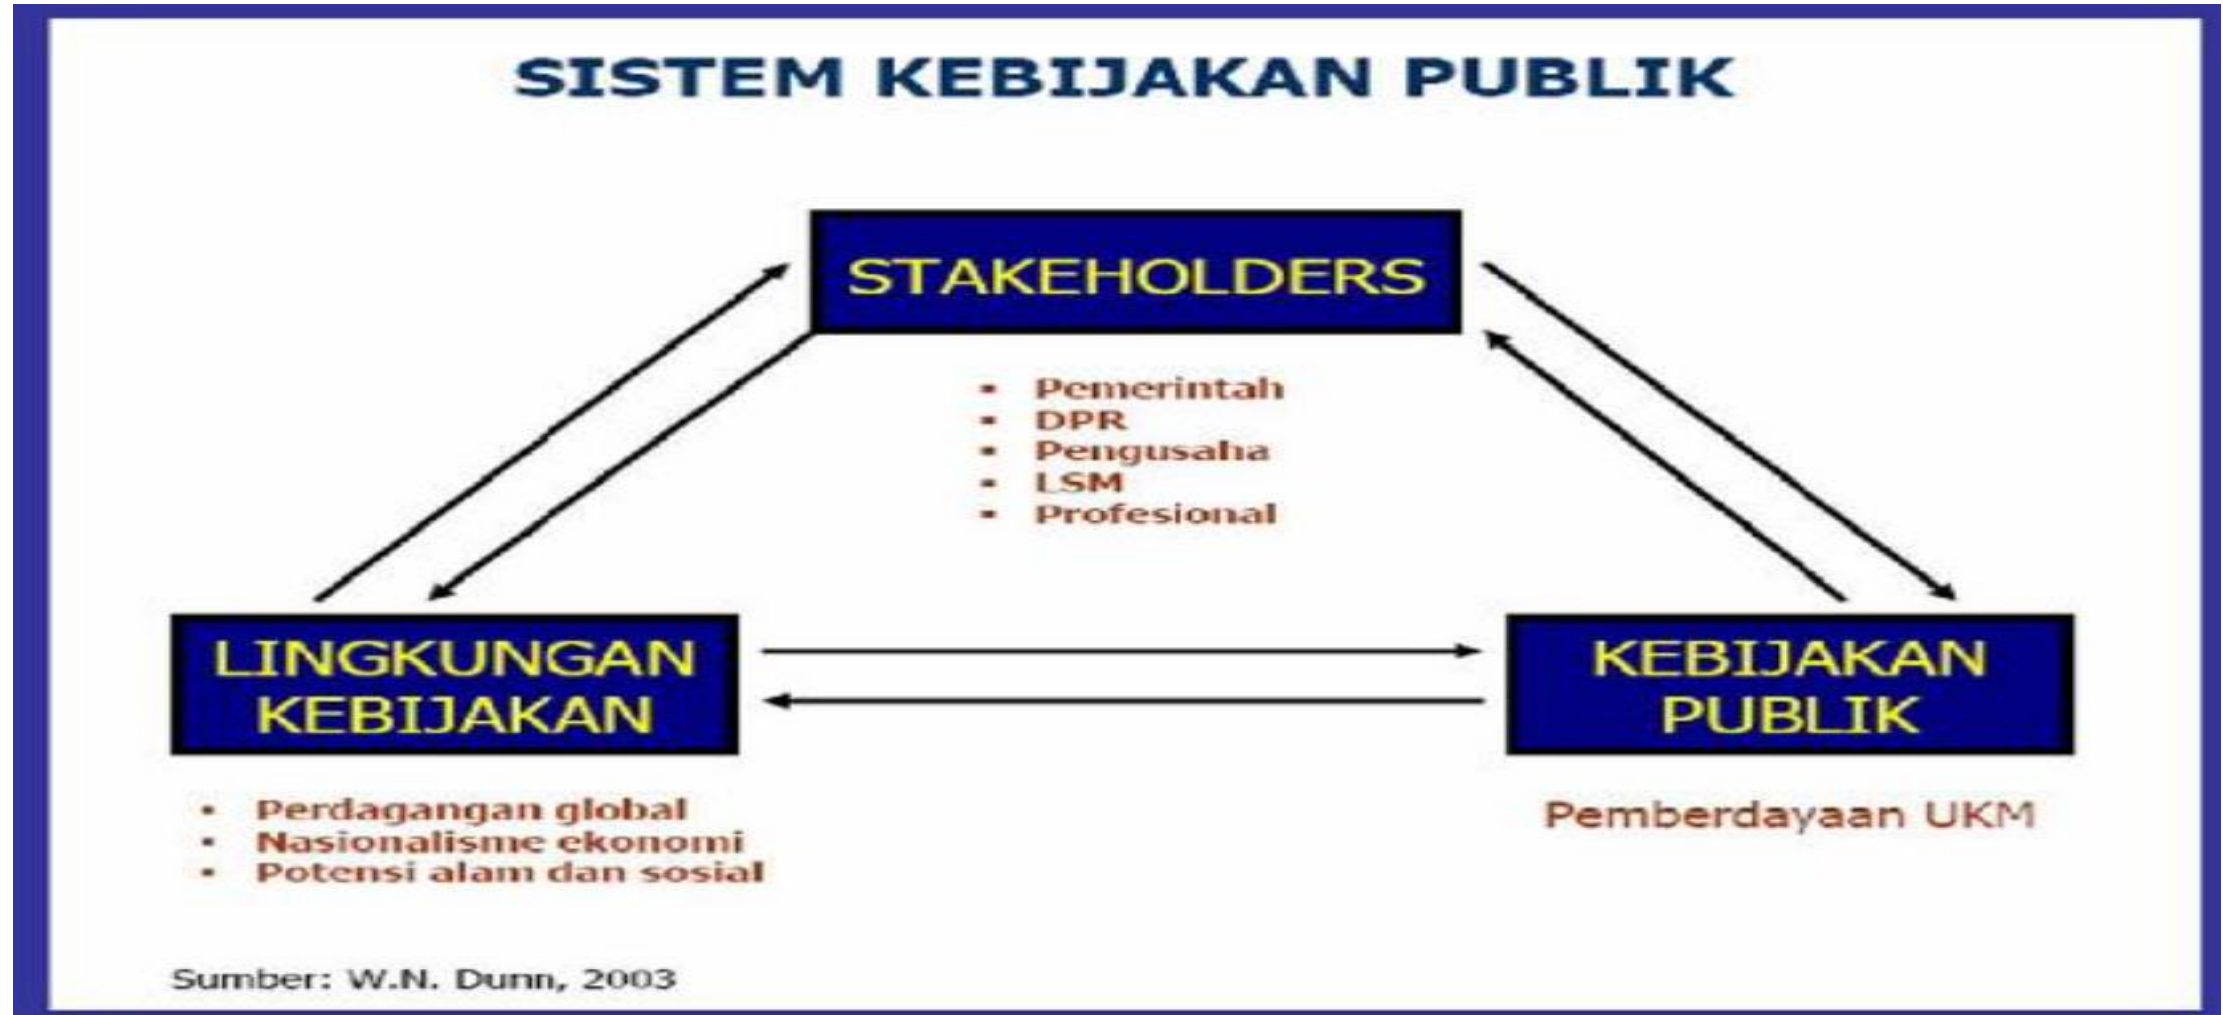 SISTEM KEBIJAKAN PUBLIK
STAKEHOLDERS
▪ Pemerintah
▪ DPR
▪ Pengusaha
▪ LSM
▪ Profesional
LINGKUNGAN
KEBIJAKAN
▪ Perdagangan global
▪ Nasionalisme ekonomi
▪ Potensi alam dan sosial
KEBIJAKAN
PUBLIK
Pemberdayaan UKM
Sumber: W.N. Dunn, 2003